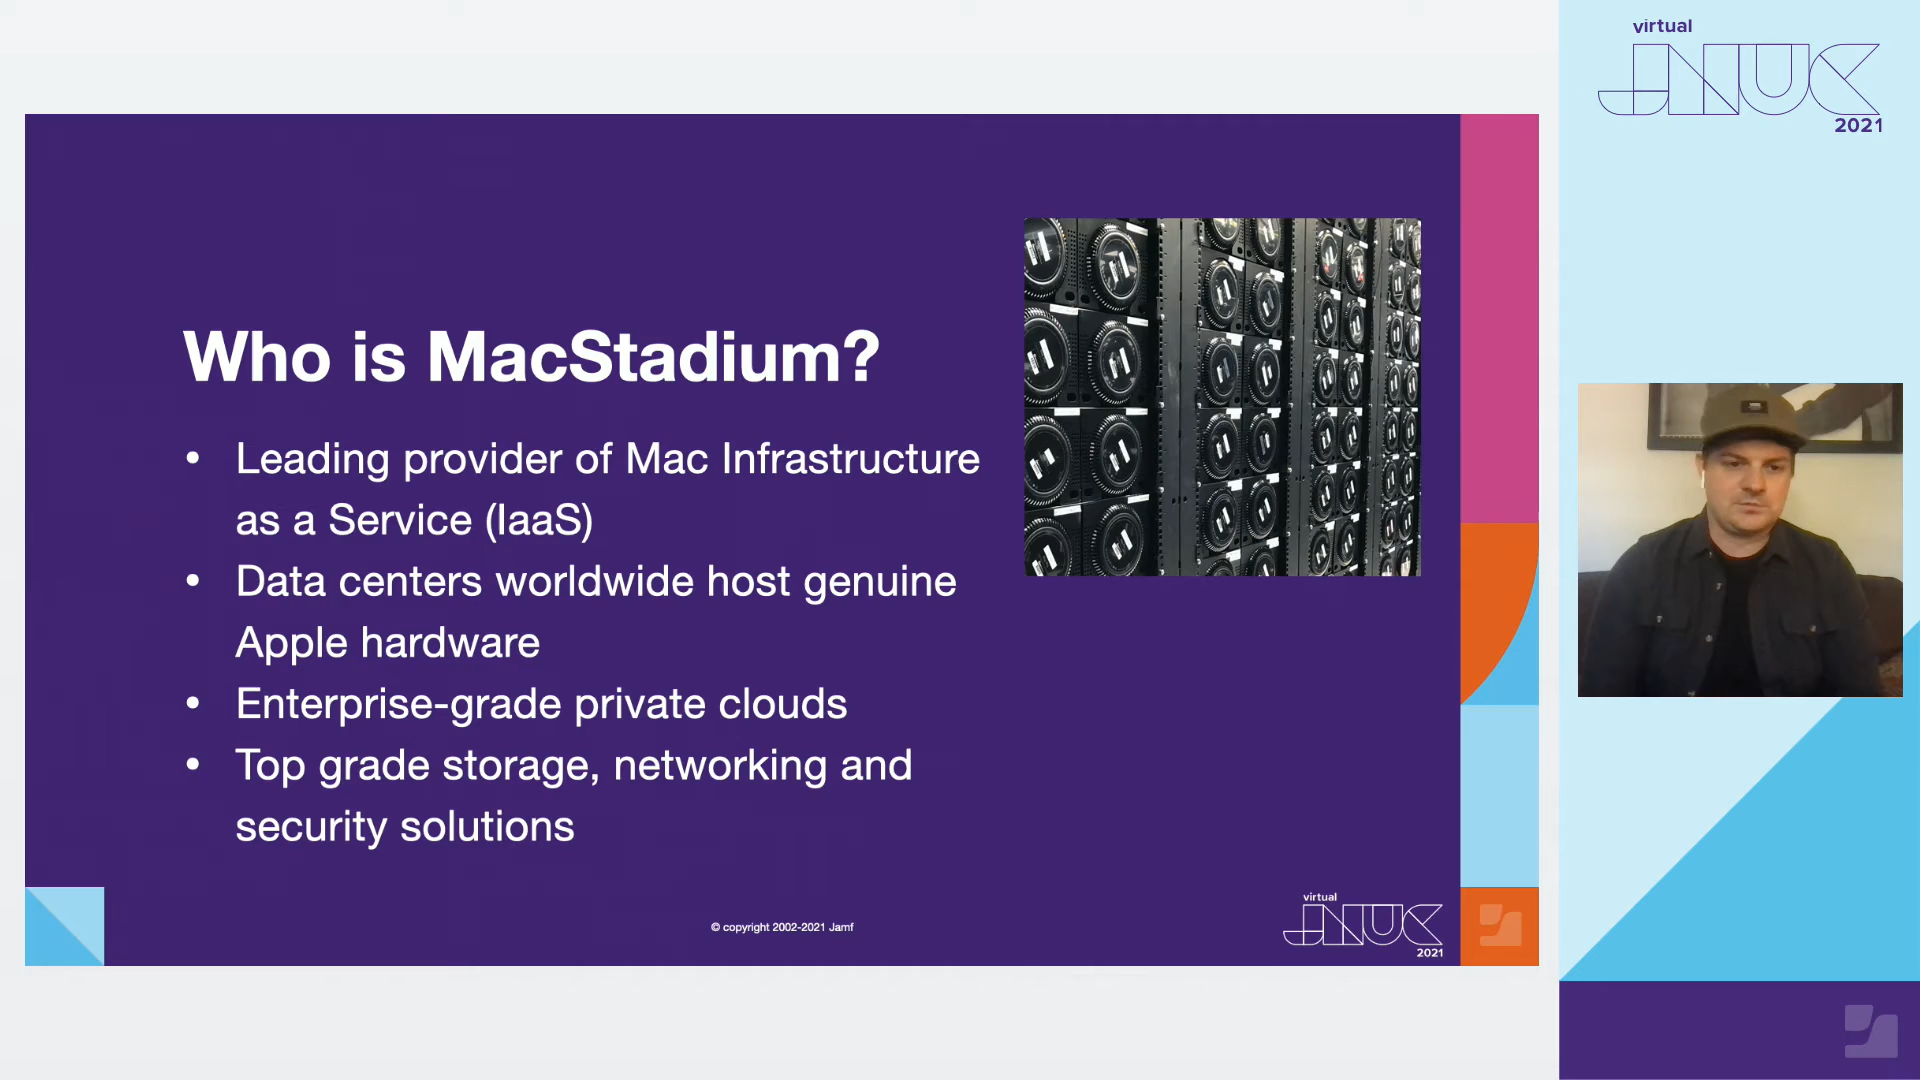 Who is MacStadium?
• Leading provider of Mac Infrastructure
as a Service (IaaS)
• Data centers worldwide host genuine
Apple hardware
• Enterprise-grade private clouds
• Top grade storage, networking and
security solutions
© copyright 2002-2021 Jamf
virtual
JNUC
2021
virtual
JNUC
2021